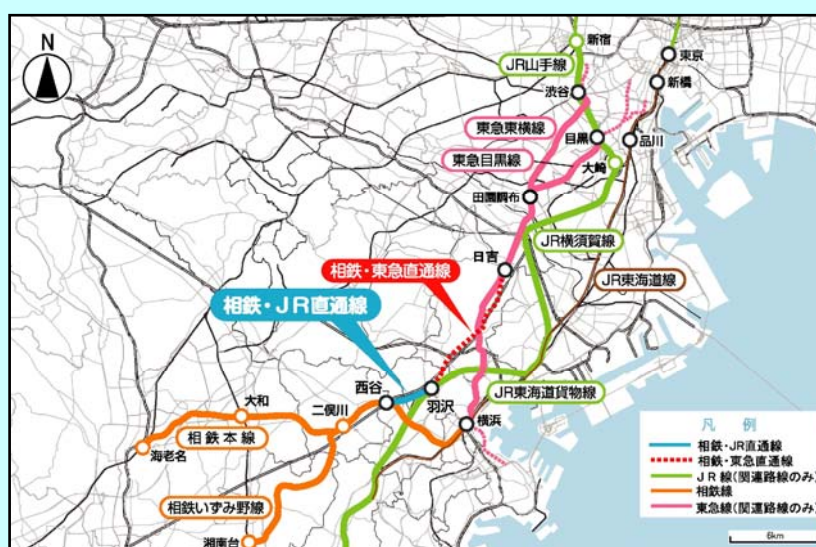 N
新宿
JR山手線
東京
渋谷
新橋
東急東横線
目黒
品川
東急目黒線
大崎
田園調布
JR横須賀線
日吉
相鉄・東急直通線
JR東海道線
相鉄・JR直通線
西谷
羽沢
JR東海道貨物線
大和
二俣川
横浜
相鉄本線
海老名
相鉄いずみ野線
湘南台
凡 例
相鉄・JR直通線
相鉄・東急直通線
JR線(関連路線のみ)
相鉄線
東急線(関連路線のみ)
6km